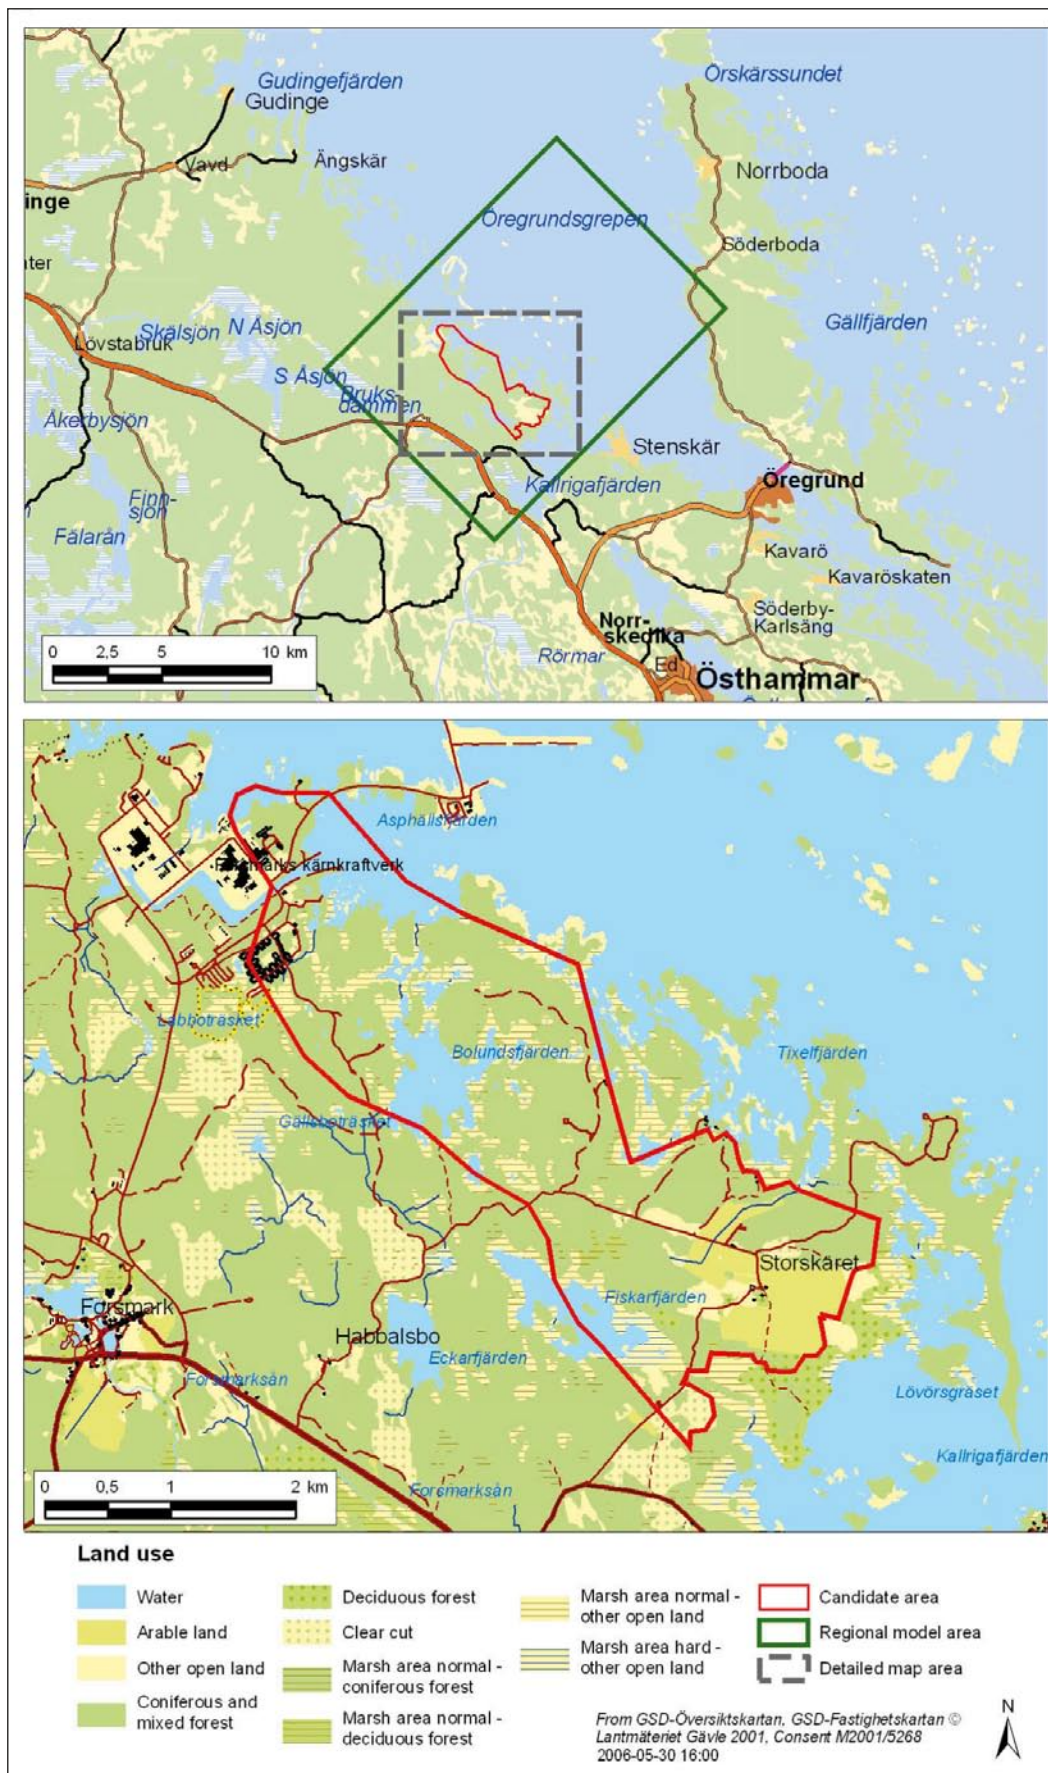 Gudingefjärden
Gudinge
Örskärssundet
Vavd
Ängskär
Norrboda
inge
Öregrundsgrepen
Söderboda
ter
Skälsjön
N Åsjön
Gällfjärden
Lövstabruk
S Åsjön
Bruks-
dammen
Åkerbysjön
Stenskär
Öregrund
Finn-
sjön
Kallrigafjärden
Fälarån
Kavarö
Kavaröskaten
Söderby-
Karlsäng
Norr-
skedika
Rörmar
Ed
Östhammar
0 2,5 5 10 km
Asphällsfjärden
Forsmarks kärnkraftverk
Labboträsket
Bolundsfjärden
Tixelfjärden
Gällsboträsket
Storskäret
Fiskarfjärden
Forsmark
Habbalsbo
Eckarfjärden
Forsmarksån
Lövörsgräset
Kallrigafjärden
0 0,5 1 2 km
Forsmarksån
Land use
Water
Arable land
Other open land
Coniferous and
mixed forest
Deciduous forest
Clear cut
Marsh area normal -
coniferous forest
Marsh area normal -
deciduous forest
Marsh area normal -
other open land
Marsh area hard -
other open land
Candidate area
Regional model area
Detailed map area
From GSD-Översiktskartan, GSD-Fastighetskartan ©
Lantmäteriet Gävle 2001, Consent M2001/5268
2006-05-30 16:00
N